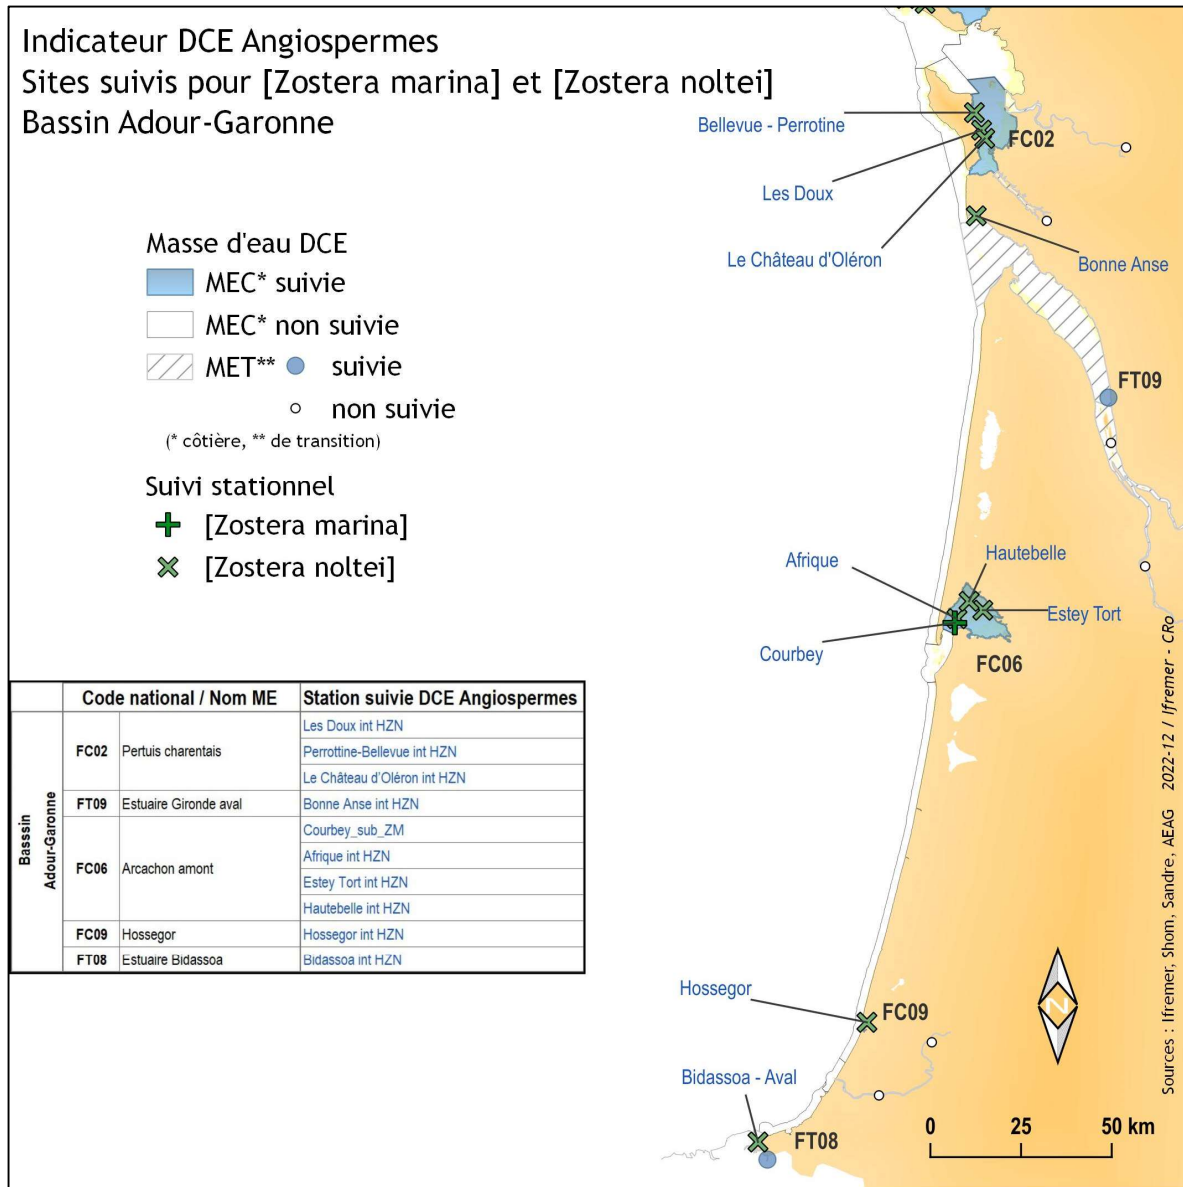 Indicateur DCE Angiospermes
Sites suivis pour [Zostera marina] et [Zostera noltei]
Bassin Adour-Garonne
Masse d'eau DCE
MEC* suivie
MEC* non suivie
MET** suivie
non suivie
(* côtière, ** de transition)
Suivi stationnel
[Zostera marina]
[Zostera noltei]
Bellevue - Perrotine
FC02
Les Doux
Le Château d'Oléron
Bonne Anse
FT09
Afrique
Hautebelle
Estey Tort
Courbey
FC06
Hossegor
FC09
Bidassoa - Aval
FT08
Code national / Nom ME Station suivie DCE Angiospermes
Basssin
Adour-Garonne
FC02 Pertuis charentais
Les Doux int HZN
Perrottine-Bellevue int HZN
Le Château d'Oléron int HZN
FT09 Estuaire Gironde aval Bonne Anse int HZN
FC06 Arcachon amont
Courbey_sub_ZM
Afrique int HZN
Estey Tort int HZN
Hautebelle int HZN
FC09 Hossegor Hossegor int HZN
FT08 Estuaire Bidassoa Bidassoa int HZN
N
0 25 50 km
Sources : Ifremer, Shom, Sandre, AEAG 2022-12 / Ifremer - CRo